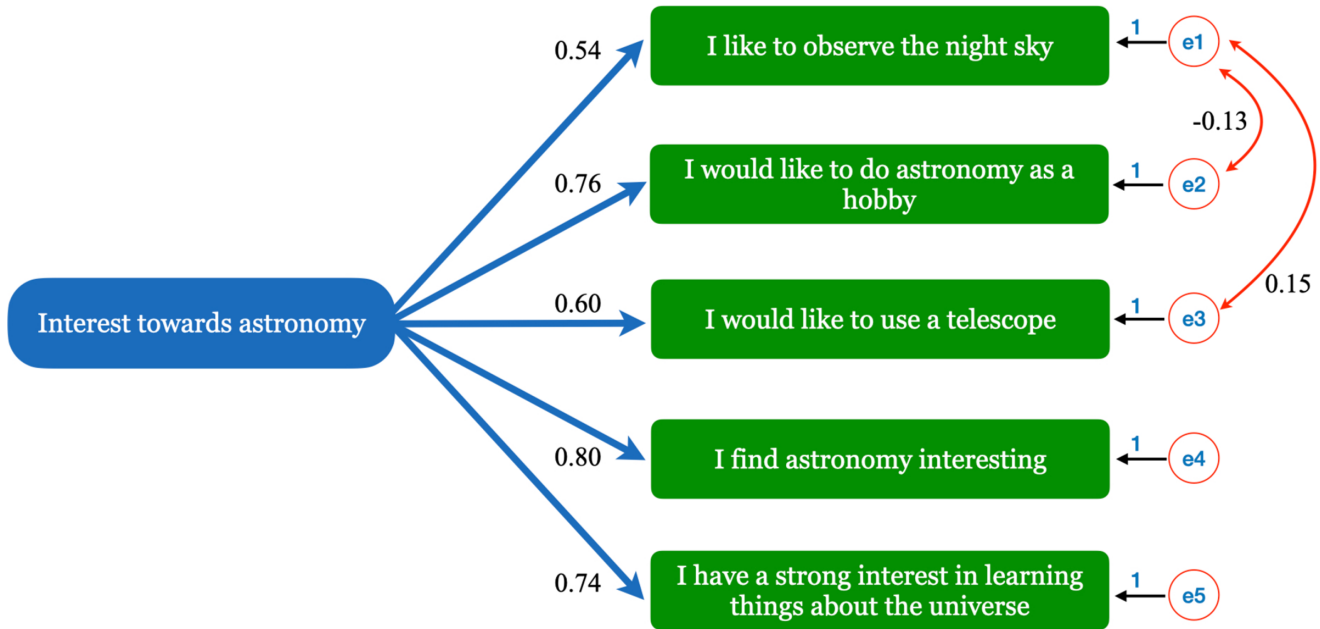 0.54
I like to observe the night sky
1
e1
-0.13
0.76
I would like to do astronomy as a
hobby
1
e2
0.15
Interest towards astronomy
0.60
I would like to use a telescope
1
e3
0.80
I find astronomy interesting
1
e4
0.74
I have a strong interest in learning
things about the universe
1
e5